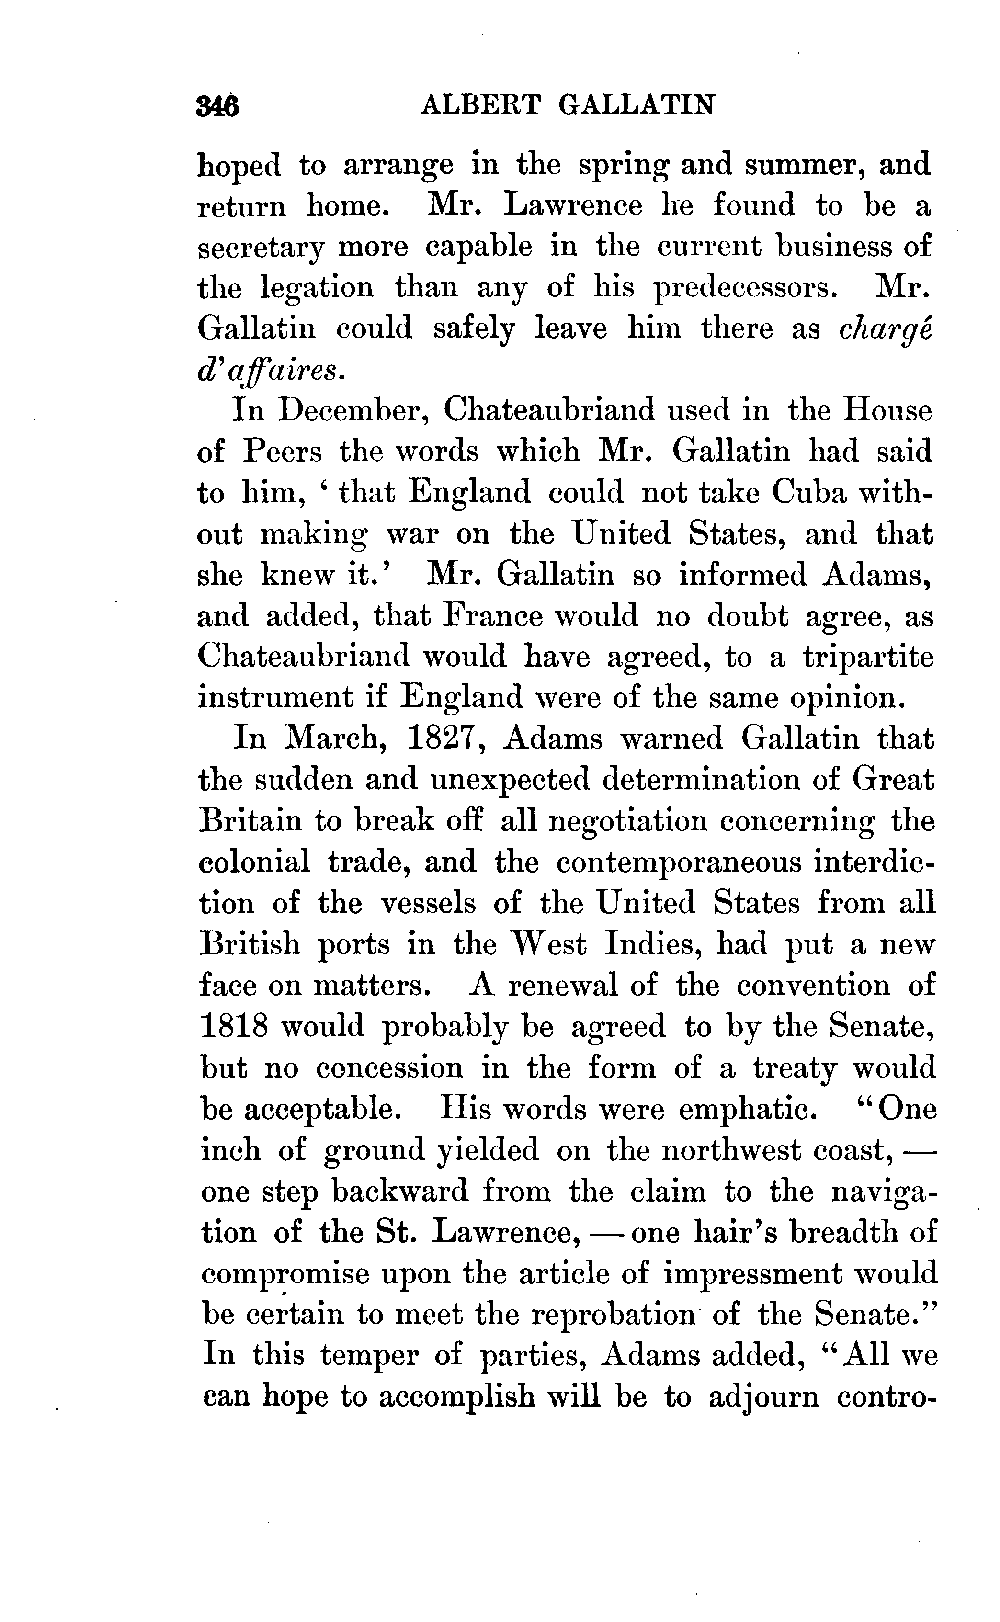 346 ALBERT GALLATIN
hoped to arrange in the spring and summer, and
return home. Mr. Lawrence he found to be a
secretary more capable in the current business of
the legation than any of his predecessors. Mr.
Gallatin could safely leave him there as chargé
d'affaires.
In December, Chateaubriand used in the House
of Peers the words which Mr. Gallatin had said
to him, ‘ that England could not take Cuba with-
out making war on the United States, and that
she knew it.’ Mr. Gallatin so informed Adams,
and added, that France would no doubt agree, as
Chateaubriand would have agreed, to a tripartite
instrument if England were of the same opinion.
In March, 1827, Adams warned Gallatin that
the sudden and unexpected determination of Great
Britain to break off all negotiation concerning the
colonial trade, and the contemporaneous interdic-
tion of the vessels of the United States from all
British ports in the West Indies, had put a new
face on matters. A renewal of the convention of
1818 would probably be agreed to by the Senate,
but no concession in the form of a treaty would
be acceptable. His words were emphatic. “One
inch of ground yielded on the northwest coast, —
one step backward from the claim to the naviga-
tion of the St. Lawrence, — one hair's breadth of
compromise upon the article of impressment would
be certain to meet the reprobation of the Senate.”
In this temper of parties, Adams added, “All we
can hope to accomplish will be to adjourn contro-